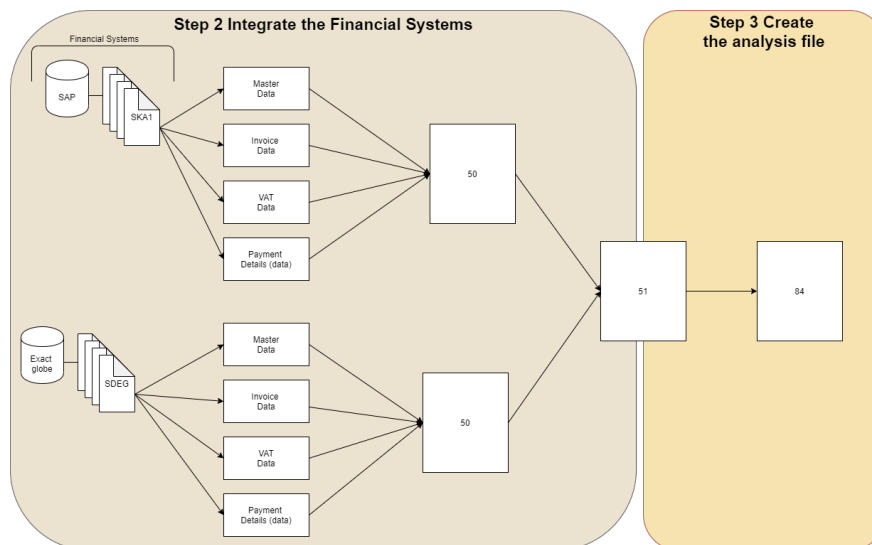 Step 2 Integrate the Financial Systems
Step 3 Create
the analysis file
Financial Systems
SAP
SKA1
Master
Data
Invoice
Data
VAT
Data
Payment
Details (data)
50
51
84
Exact
globe
SDEG
Master
Data
Invoice
Data
VAT
Data
Payment
Details (data)
50